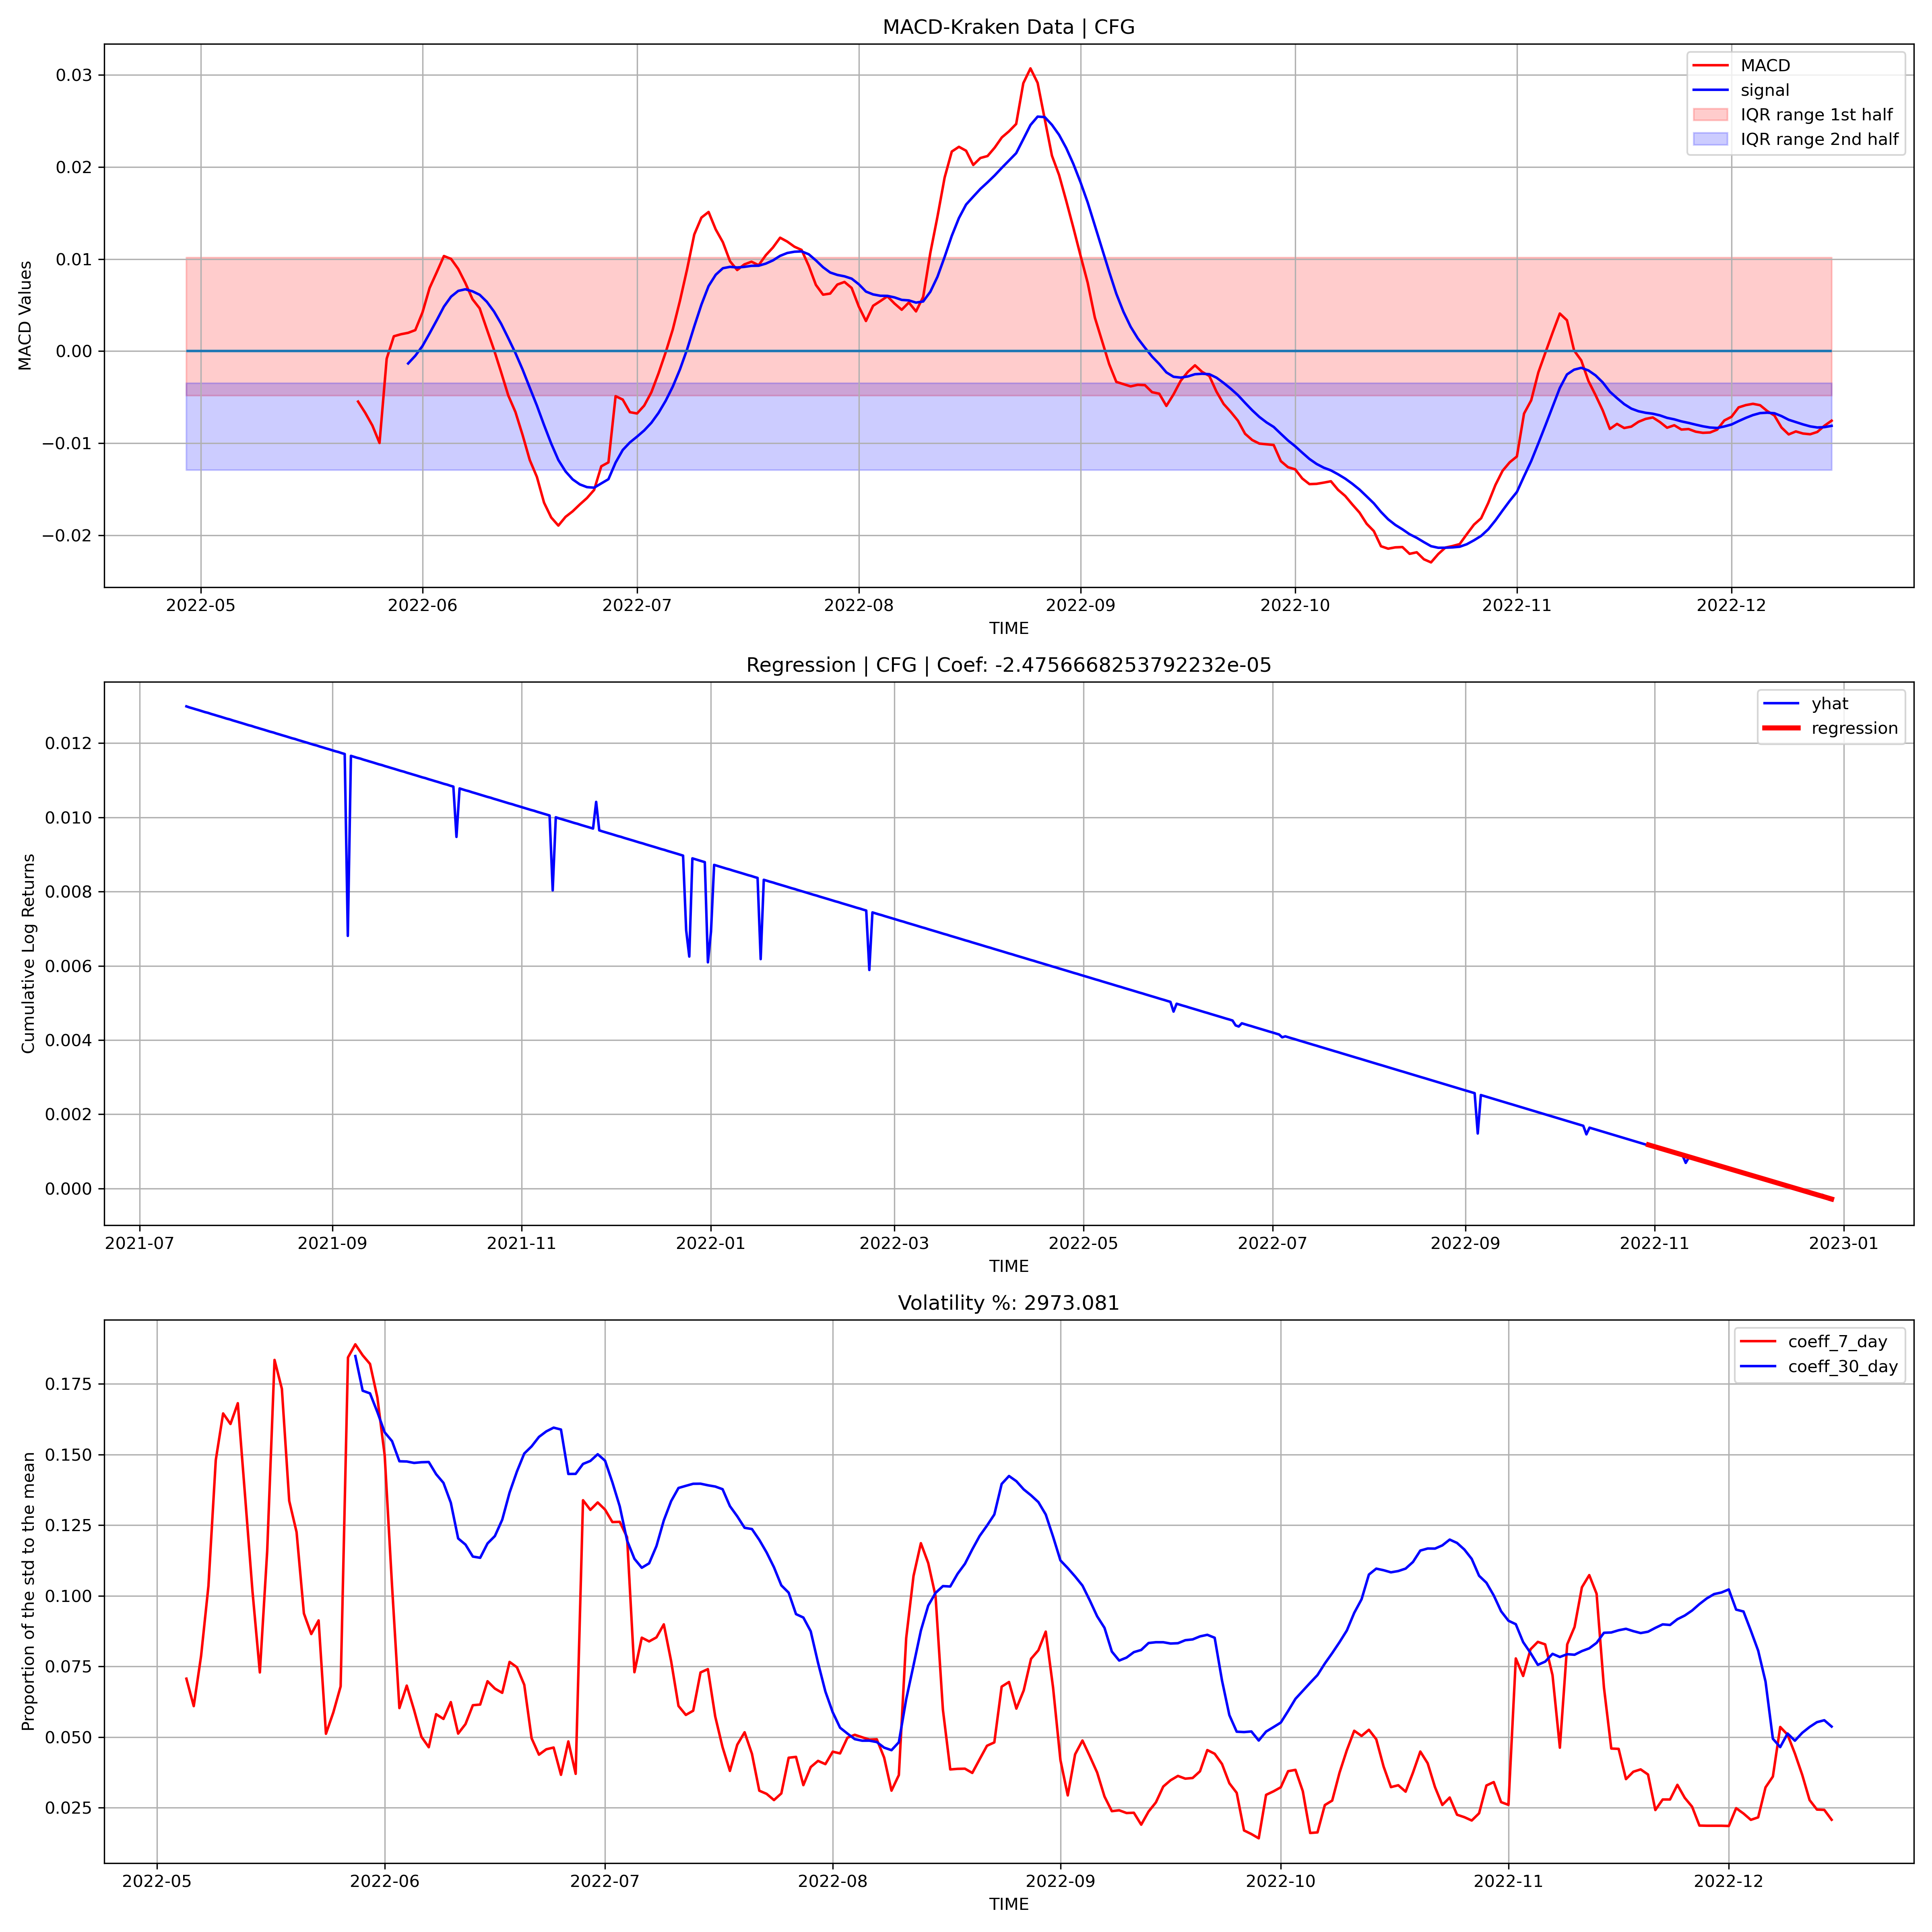 MACD-Kraken Data | CFG
MACD Values
0.03
0.02
0.01
0.00
−0.01
−0.02
MACD
signal
IQR range 1st half
IQR range 2nd half
2022-05 2022-06 2022-07 2022-08 2022-09 2022-10 2022-11 2022-12
TIME
Regression | CFG | Coef: -2.4756668253792232e-05
Cumulative Log Returns
0.012
0.010
0.008
0.006
0.004
0.002
0.000
yhat
regression
2021-07 2021-09 2021-11 2022-01 2022-03 2022-05 2022-07 2022-09 2022-11 2023-01
TIME
Volatility %: 2973.081
Proportion of the std to the mean
0.175
0.150
0.125
0.100
0.075
0.050
0.025
coeff_7_day
coeff_30_day
2022-05 2022-06 2022-07 2022-08 2022-09 2022-10 2022-11 2022-12
TIME